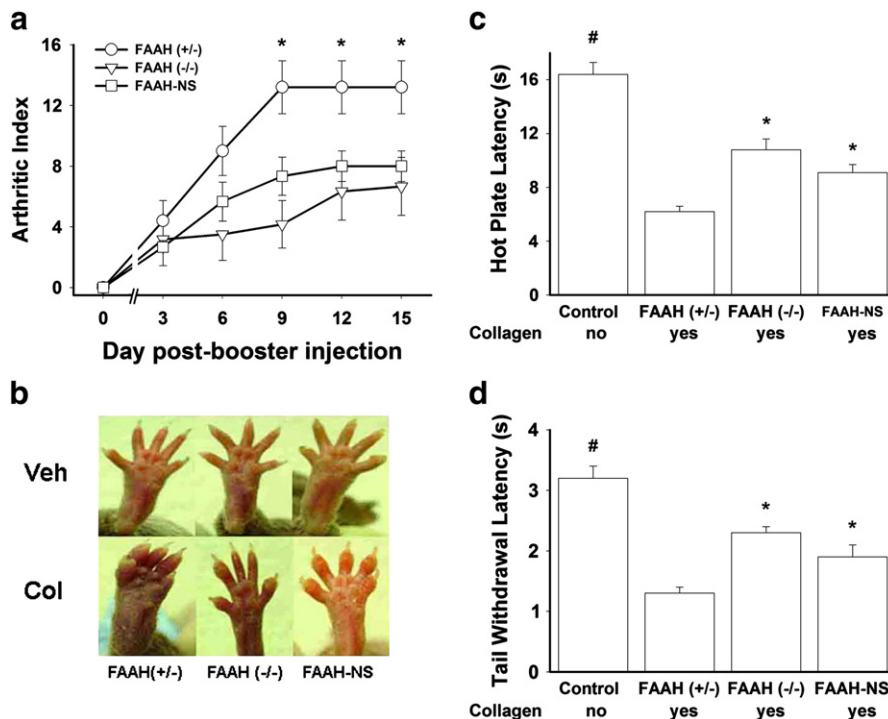 a
16
12
8
4
0
Arthritic Index
FAAH (+/-)
FAAH (-/-)
FAAH-NS
* * *
0 3 6 9 12 15
Day post-booster injection
b
Veh
Col
FAAH(+/-) FAAH (-/-) FAAH-NS
c
16
12
8
4
0
Hot Plate Latency (s)
#
*
*
Control FAAH (+/-) FAAH (-/-) FAAH-NS
Collagen no yes yes yes
d
4
3
2
1
0
Tail Withdrawal Latency (s)
#
*
*
Control FAAH (+/-) FAAH (-/-) FAAH-NS
Collagen no yes yes yes